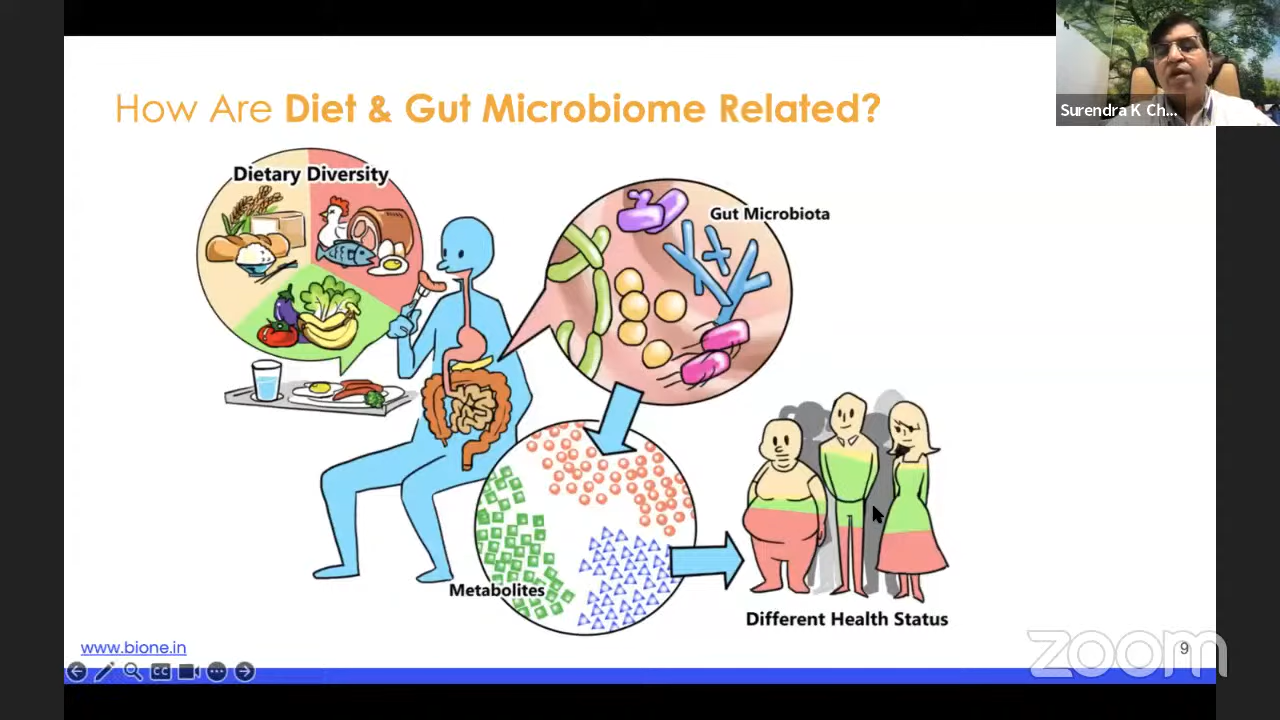 Surendra K Ch...
How Are Diet & Gut Microbiome Related?
Dietary Diversity
Gut Microbiota
Metabolites
Different Health Status
www.bione.in
zoom
9
CC